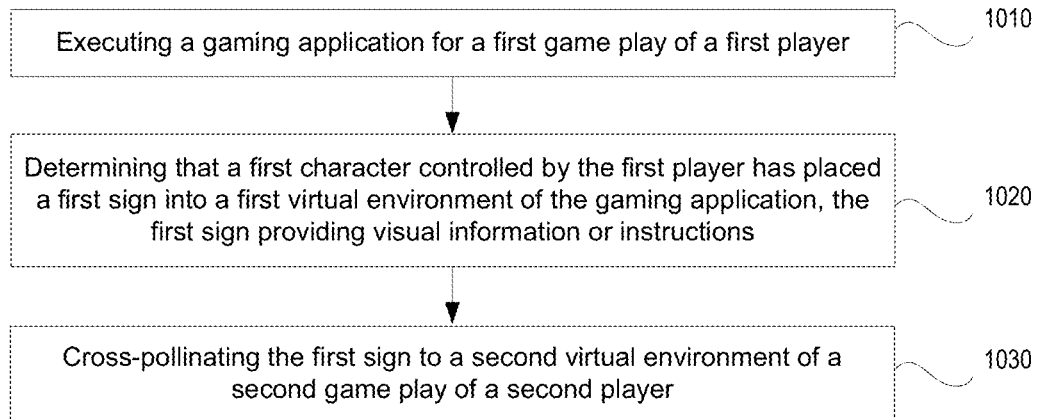 Executing a gaming application for a first game play of a first player
1010
Determining that a first character controlled by the first player has placed
a first sign into a first virtual environment of the gaming application, the
first sign providing visual information or instructions
1020
Cross-pollinating the first sign to a second virtual environment of a
second game play of a second player
1030